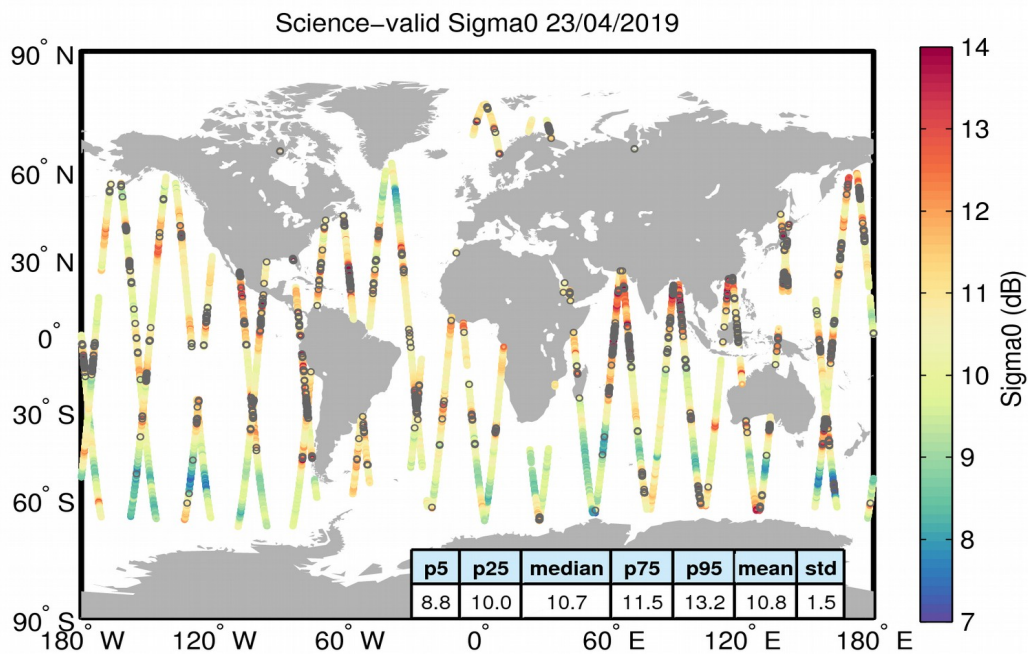 Science−valid Sigma0 23/04/2019
90° N
60° N
30° N
0°
30° S
60° S
90° S
180° W
120° W
60° W
0°
60° E
120° E
180° E
p5 p25 median p75 p95 mean std
8.8 10.0 10.7 11.5 13.2 10.8 1.5
14
13
12
11
10
9
8
7
Sigma0 (dB)